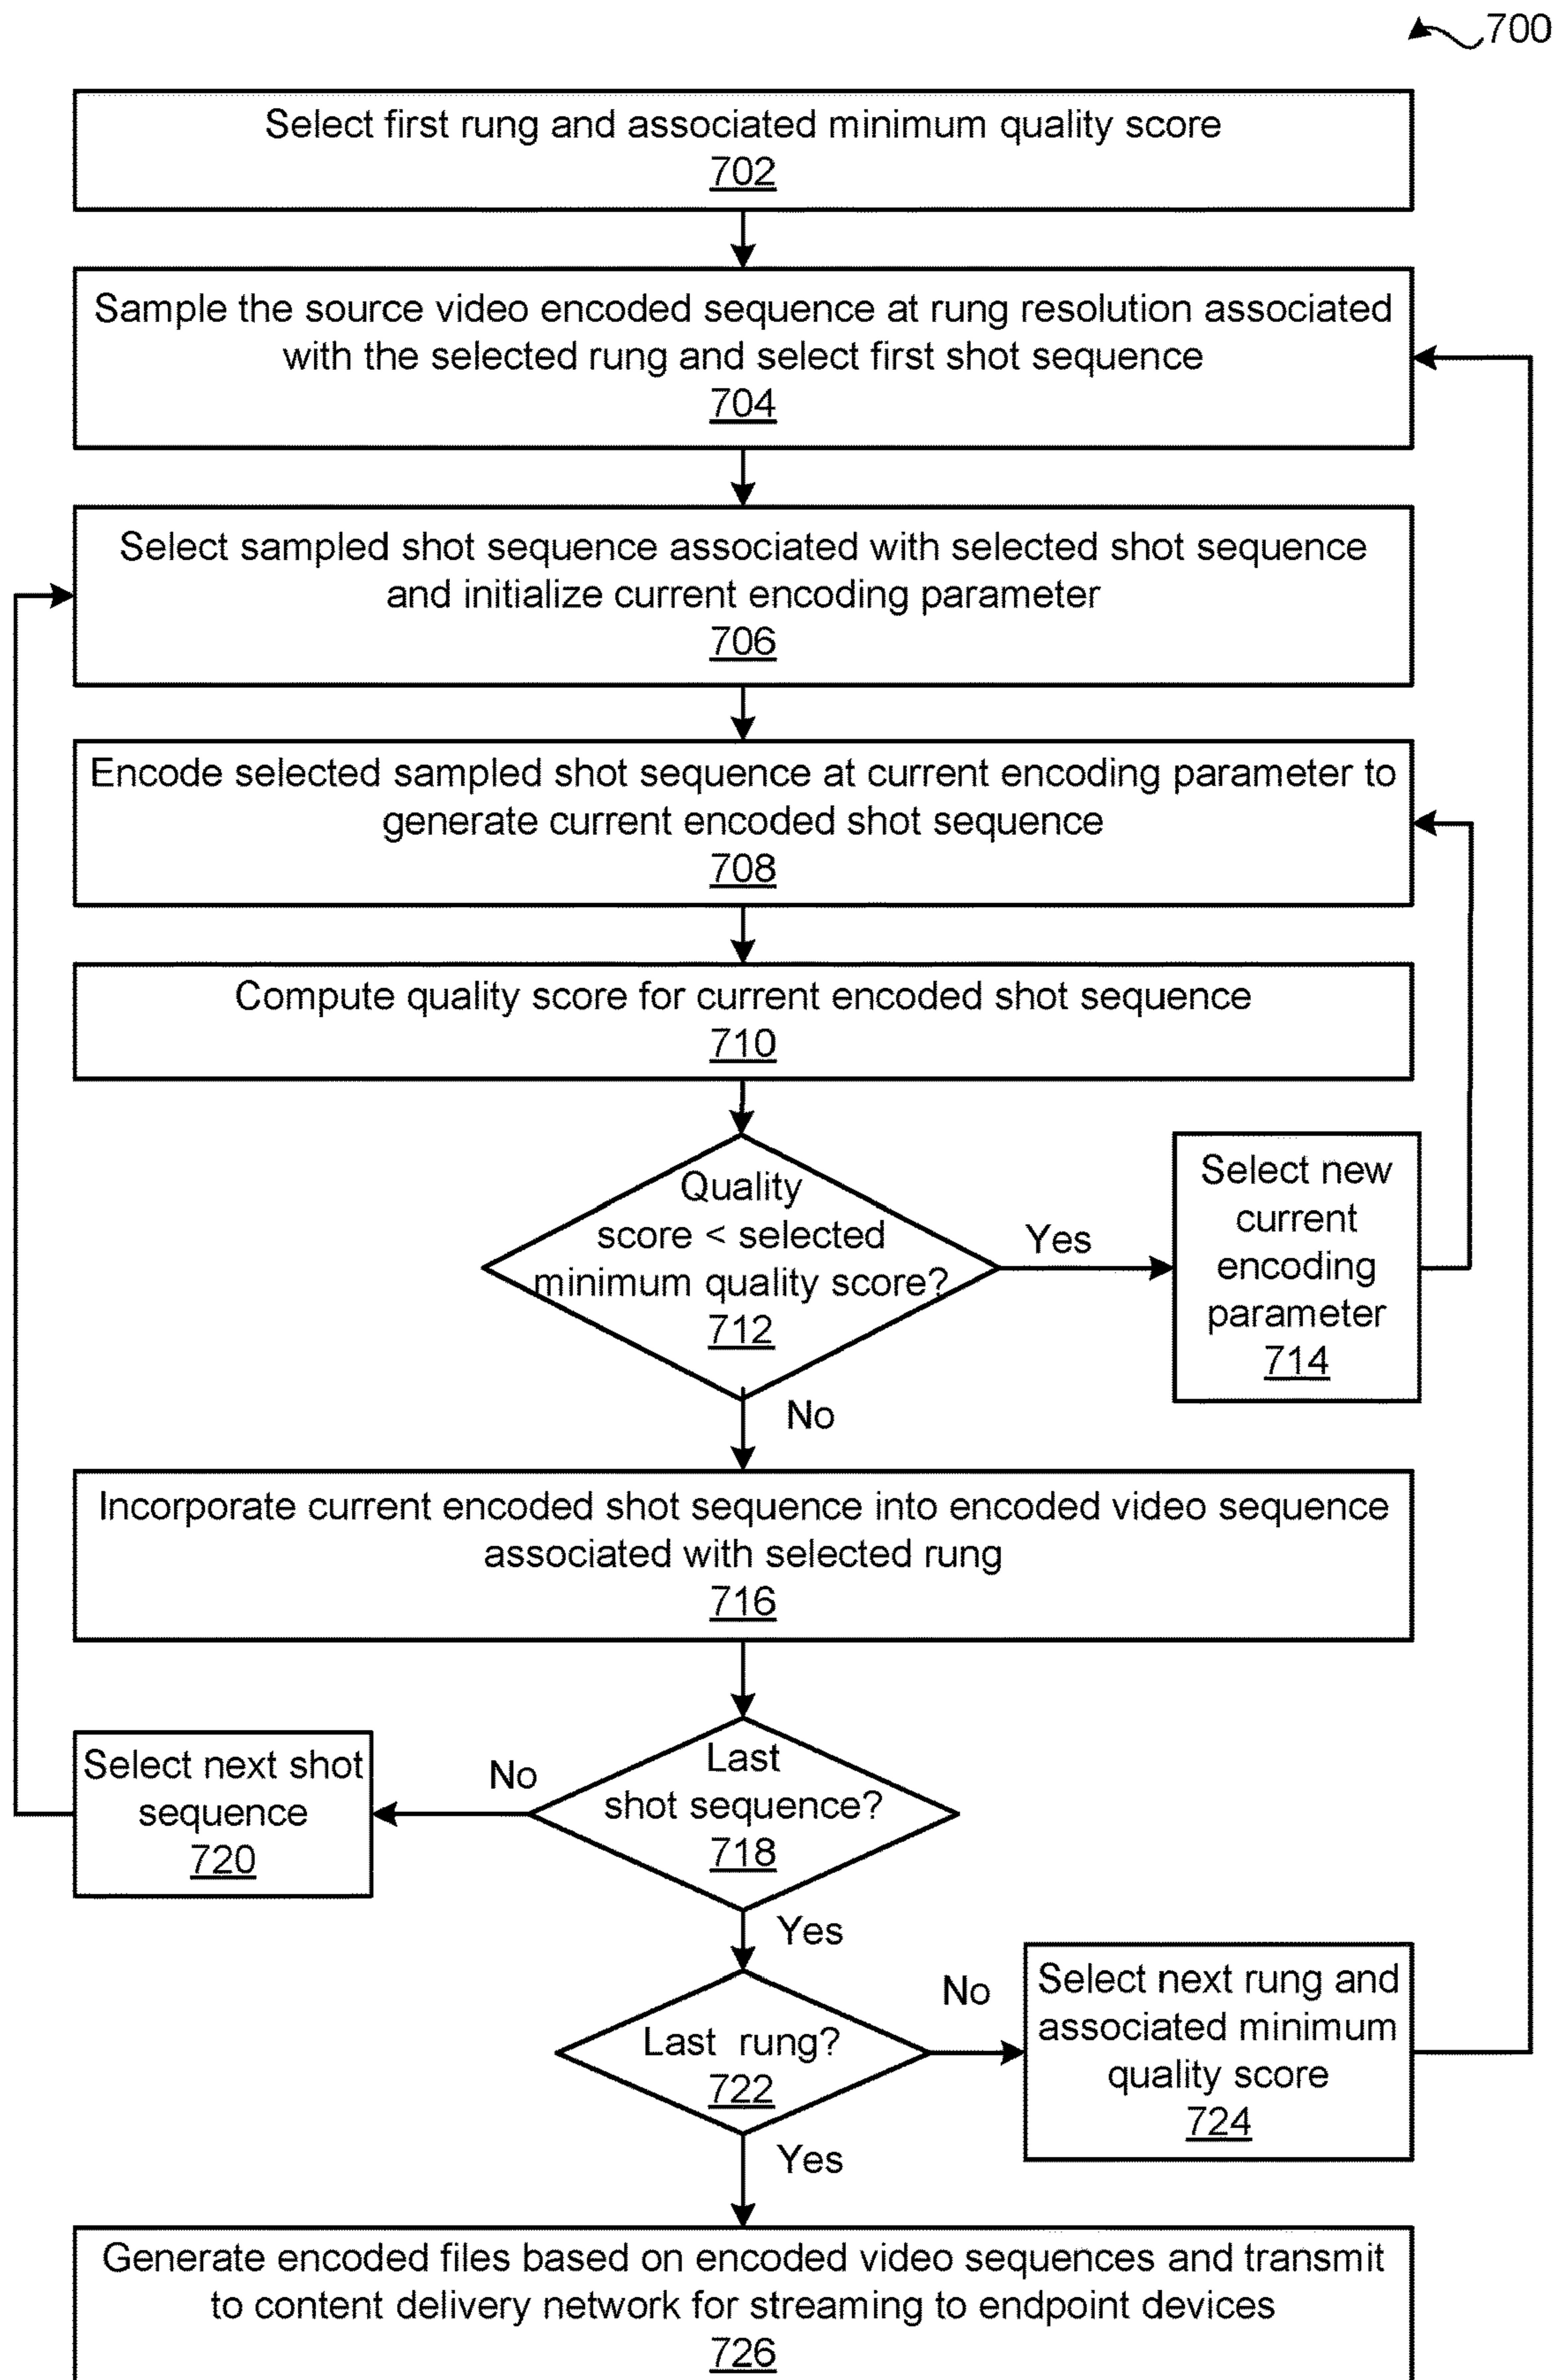 700
Select first rung and associated minimum quality score
702
Sample the source video encoded sequence at rung resolution associated
with the selected rung and select first shot sequence
704
Select sampled shot sequence associated with selected shot sequence
and initialize current encoding parameter
706
Encode selected sampled shot sequence at current encoding parameter to
generate current encoded shot sequence
708
Compute quality score for current encoded shot sequence
710
Quality
score < selected
minimum quality score?
712
Yes
Select new
current
encoding
parameter
714
No
Incorporate current encoded shot sequence into encoded video sequence
associated with selected rung
716
Last
shot sequence?
718
No
Select next shot
sequence
720
Yes
Last rung?
722
No
Select next rung and
associated minimum
quality score
724
Yes
Generate encoded files based on encoded video sequences and transmit
to content delivery network for streaming to endpoint devices
726